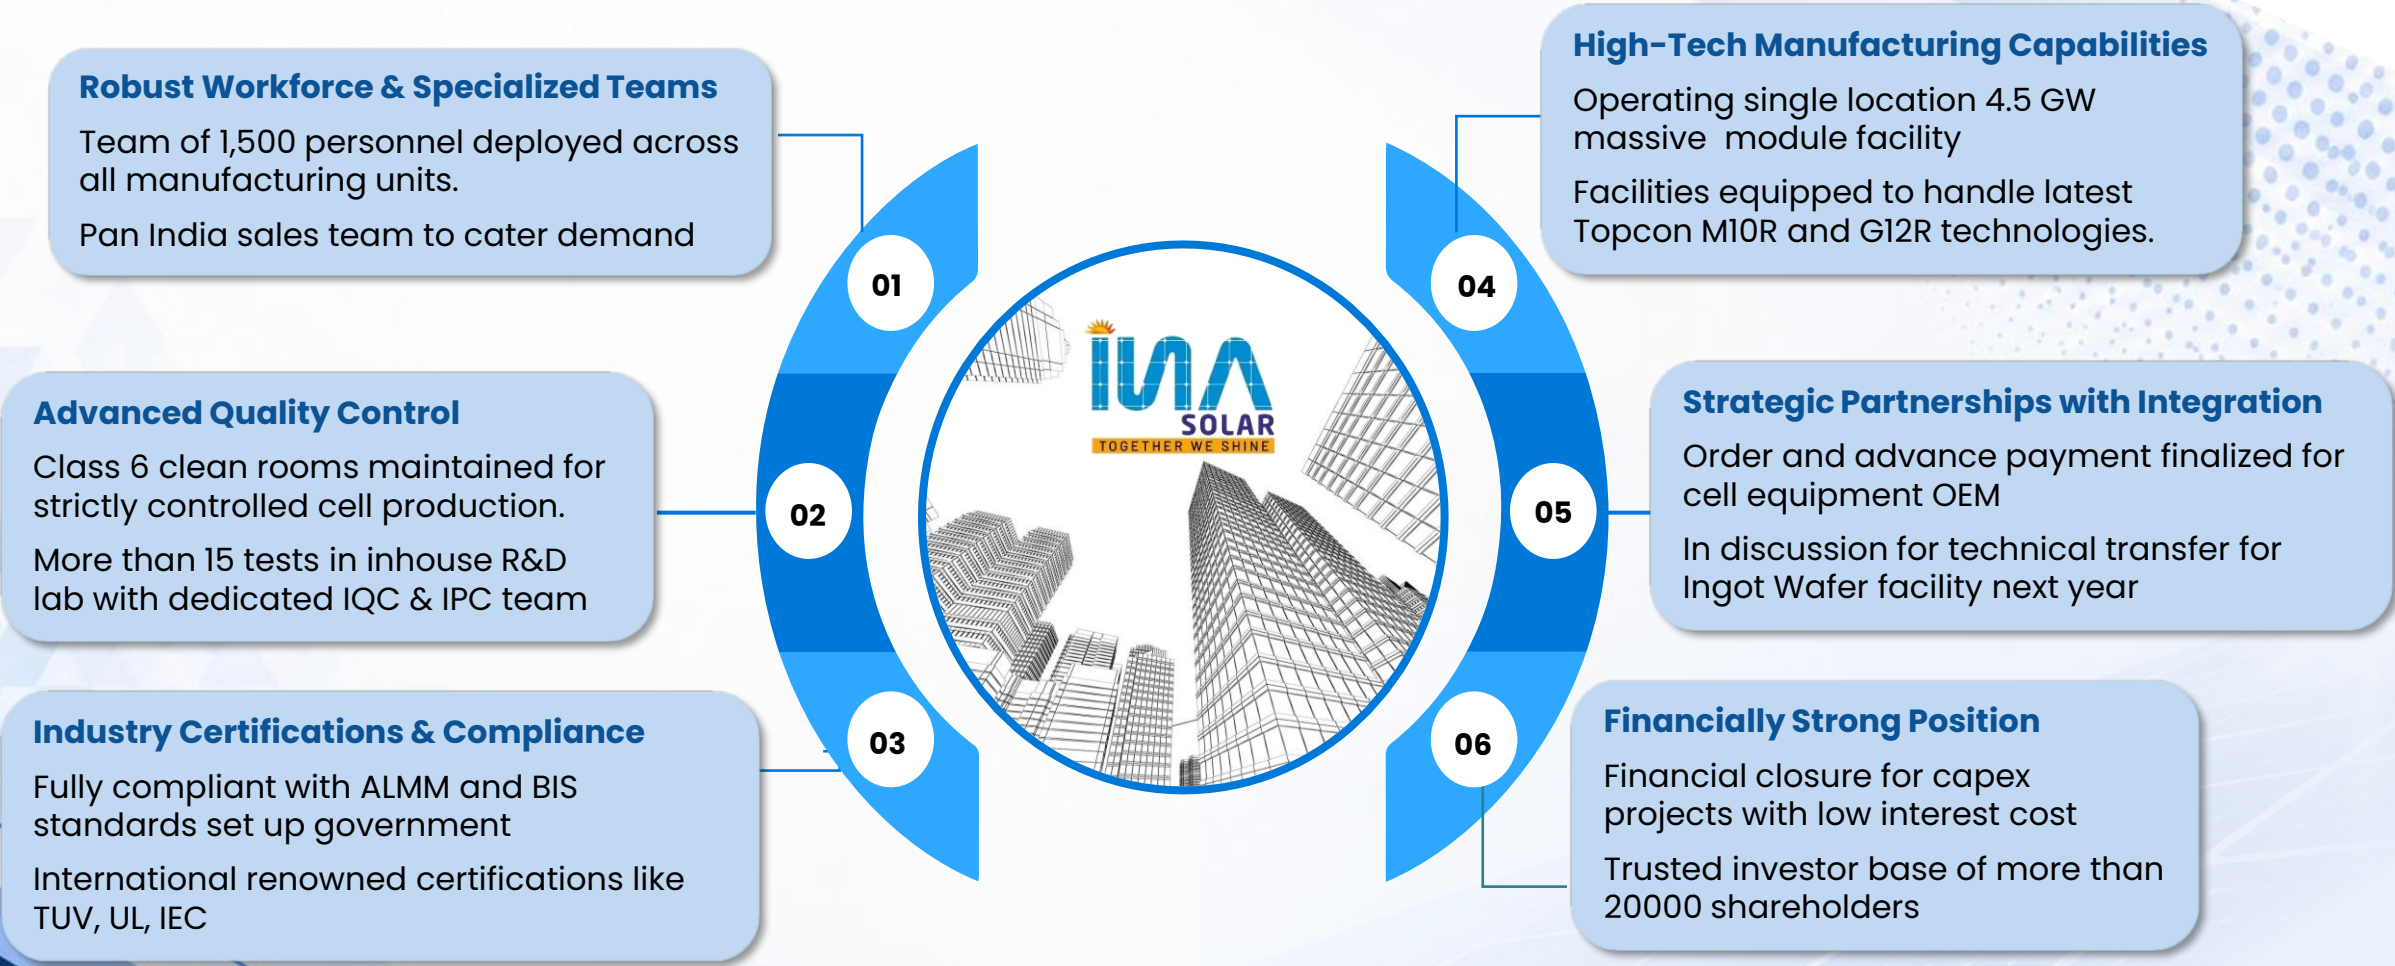 Robust Workforce & Specialized Teams
Team of 1,500 personnel deployed across
all manufacturing units.
Pan India sales team to cater demand
01
Advanced Quality Control
Class 6 clean rooms maintained for
strictly controlled cell production.
More than 15 tests in inhouse R&D
lab with dedicated IQC & IPC team
02
Industry Certifications & Compliance
Fully compliant with ALMM and BIS
standards set up government
International renowned certifications like
TUV, UL, IEC
03
INA
SOLAR
TOGETHER WE SHINE
High-Tech Manufacturing Capabilities
Operating single location 4.5 GW
massive  module facility
Facilities equipped to handle latest
Topcon M10R and G12R technologies.
04
Strategic Partnerships with Integration
Order and advance payment finalized for
cell equipment OEM
In discussion for technical transfer for
Ingot Wafer facility next year
05
Financially Strong Position
Financial closure for capex
projects with low interest cost
Trusted investor base of more than
20000 shareholders
06